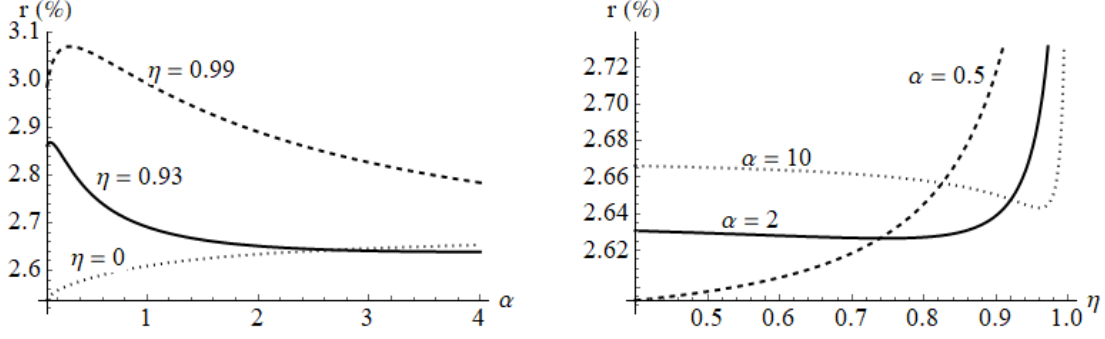 r (%)
3.1
3.0
2.9
2.8
2.7
2.6
η = 0.99
η = 0.93
η = 0
1
2
3
4
α
r (%)
2.72
2.70
2.68
2.66
2.64
2.62
α = 0.5
α = 10
α = 2
0.5
0.6
0.7
0.8
0.9
1.0
η